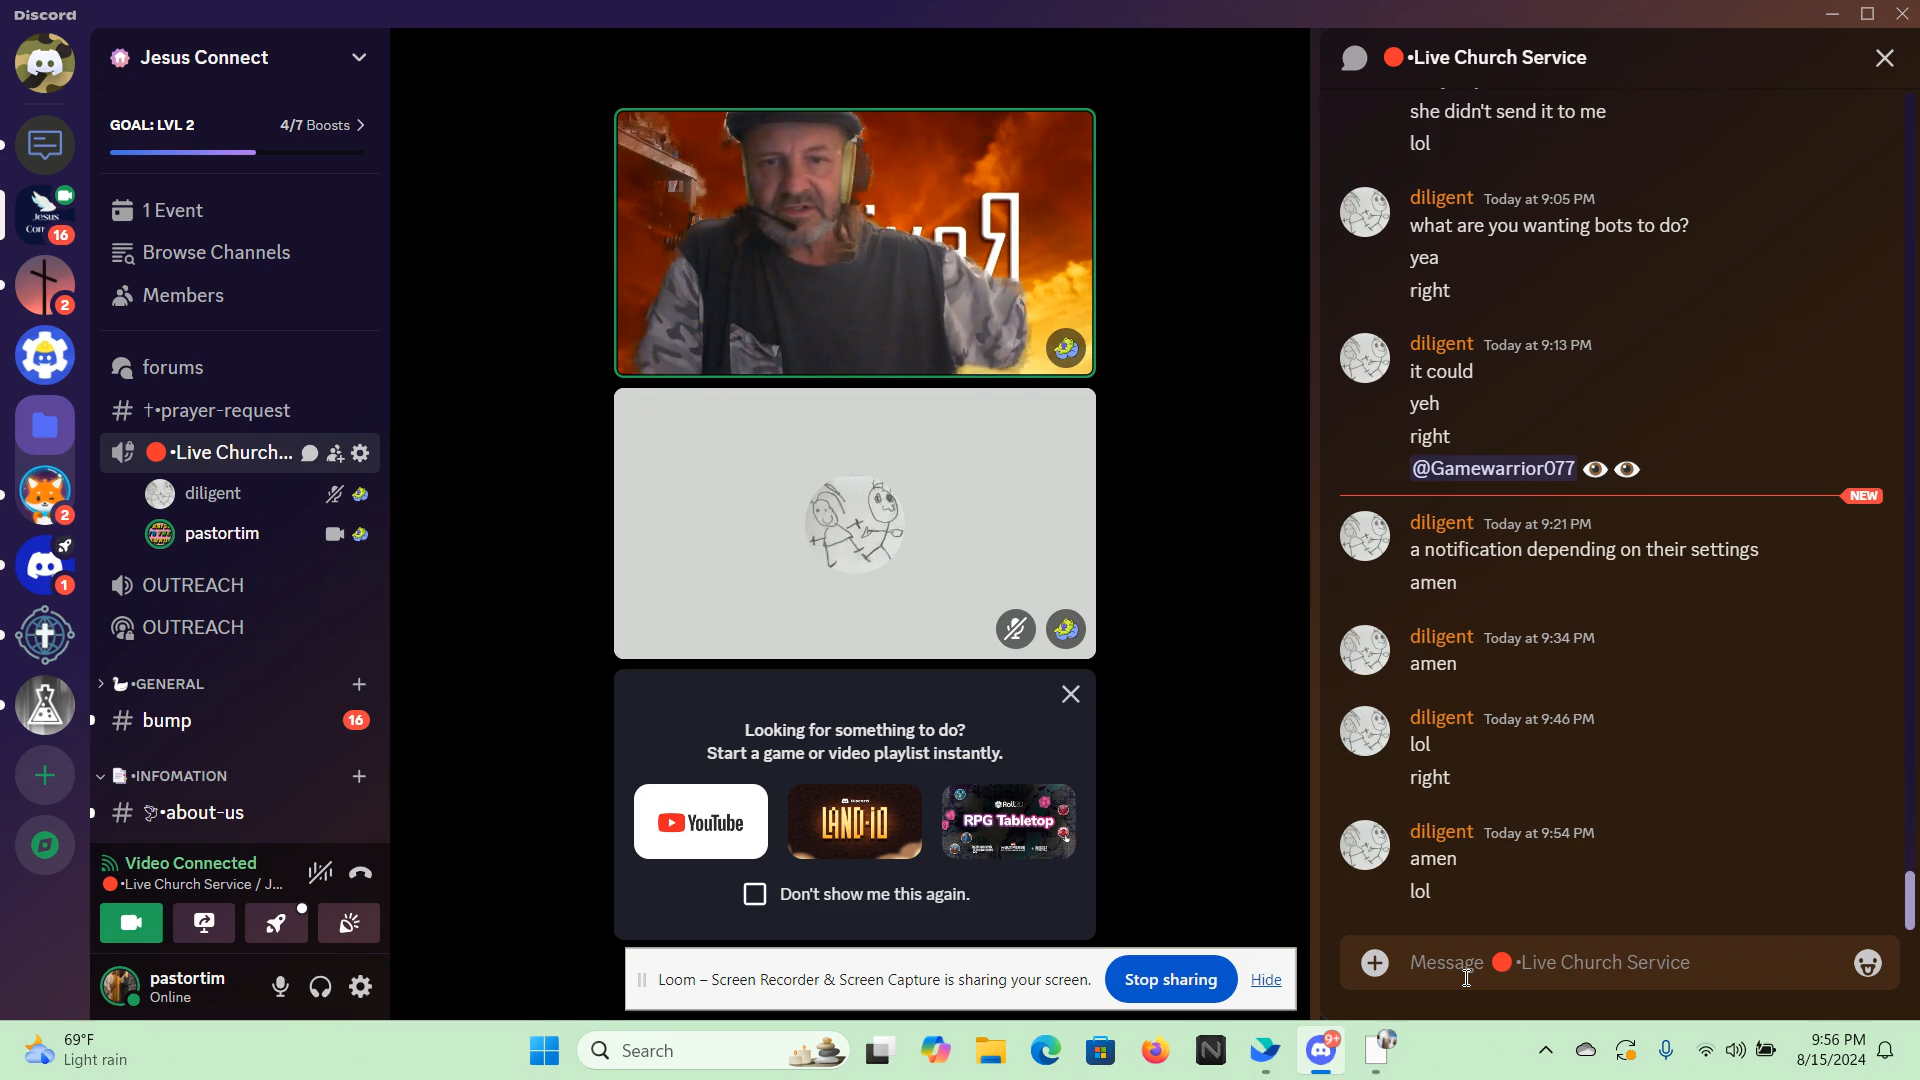 Discord
Jesus Connect
GOAL: LVL 2
4/7 Boosts
1 Event
Browse Channels
Members
forums
†•prayer-request
•Live Church...
diligent
pastortim
OUTREACH
OUTREACH
•GENERAL
bump
16
•INFOMATION
•about-us
Video Connected
•Live Church Service / J...
pastortim
Online
Jesus
16
2
2
1
Looking for something to do?
Start a game or video playlist instantly.
YouTube
LAND-IO
Roll20
RPG Tabletop
Don't show me this again.
Loom – Screen Recorder & Screen Capture is sharing your screen.
Stop sharing
Hide
•Live Church Service
she didn't send it to me
lol
diligent Today at 9:05 PM
what are you wanting bots to do?
yea
right
diligent Today at 9:13 PM
it could
yeh
right
@Gamewarrior077
NEW
diligent Today at 9:21 PM
a notification depending on their settings
amen
diligent Today at 9:34 PM
amen
diligent Today at 9:46 PM
lol
right
diligent Today at 9:54 PM
amen
lol
Message •Live Church Service
69°F
Light rain
Search
9+
9:56 PM
8/15/2024